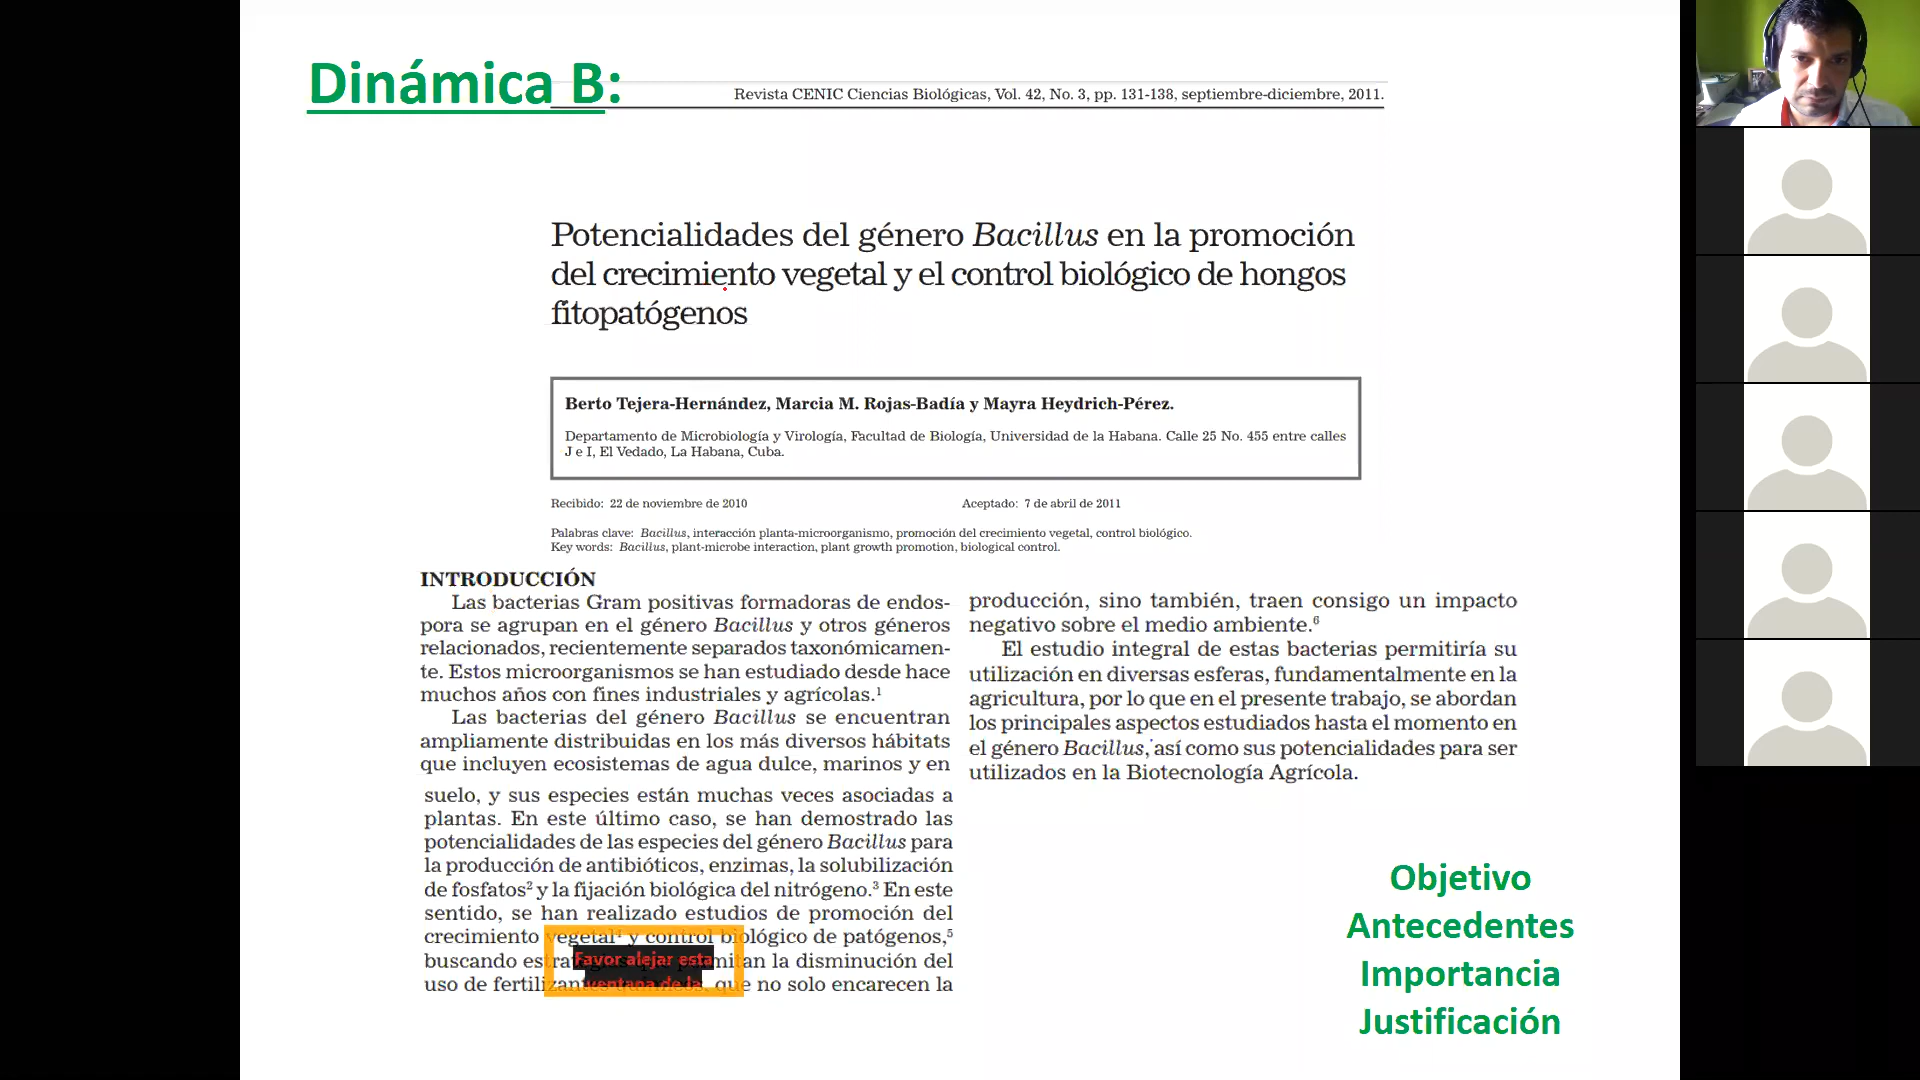 Dinámica B:
Revista CENIC Ciencias Biológicas, Vol. 42, No. 3, pp. 131-138, septiembre-diciembre, 2011.
Potencialidades del género Bacillus en la promoción
del crecimiento vegetal y el control biológico de hongos
fitopatógenos
Berto Tejera-Hernández, Marcia M. Rojas-Badía y Mayra Heydrich-Pérez.
Departamento de Microbiología y Virología, Facultad de Biología, Universidad de la Habana. Calle 25 No. 455 entre calles
J e I, El Vedado, La Habana, Cuba.
Recibido: 22 de noviembre de 2010
Aceptado: 7 de abril de 2011
Palabras clave: Bacillus, interacción planta-microorganismo, promoción del crecimiento vegetal, control biológico.
Key words: Bacillus, plant-microbe interaction, plant growth promotion, biological control.
INTRODUCCIÓN
Las bacterias Gram positivas formadoras de endos-
pora se agrupan en el género Bacillus y otros géneros
relacionados, recientemente separados taxonómicamen-
te. Estos microorganismos se han estudiado desde hace
muchos años con fines industriales y agrícolas.¹
Las bacterias del género Bacillus se encuentran
ampliamente distribuidas en los más diversos hábitats
que incluyen ecosistemas de agua dulce, marinos y en
suelo, y sus especies están muchas veces asociadas a
plantas. En este último caso, se han demostrado las
potencialidades de las especies del género Bacillus para
la producción de antibióticos, enzimas, la solubilización
de fosfatos² y la fijación biológica del nitrógeno.³ En este
sentido, se han realizado estudios de promoción del
crecimiento vegetal⁴ y control biológico de patógenos,⁵
buscando la disminución del
uso de que no solo encarecen la
Favor alejar esta
ventana de la
producción, sino también, traen consigo un impacto
negativo sobre el medio ambiente.⁶
El estudio integral de estas bacterias permitiría su
utilización en diversas esferas, fundamentalmente en la
agricultura, por lo que en el presente trabajo, se abordan
los principales aspectos estudiados hasta el momento en
el género Bacillus, así como sus potencialidades para ser
utilizados en la Biotecnología Agrícola.
Objetivo
Antecedentes
Importancia
Justificación